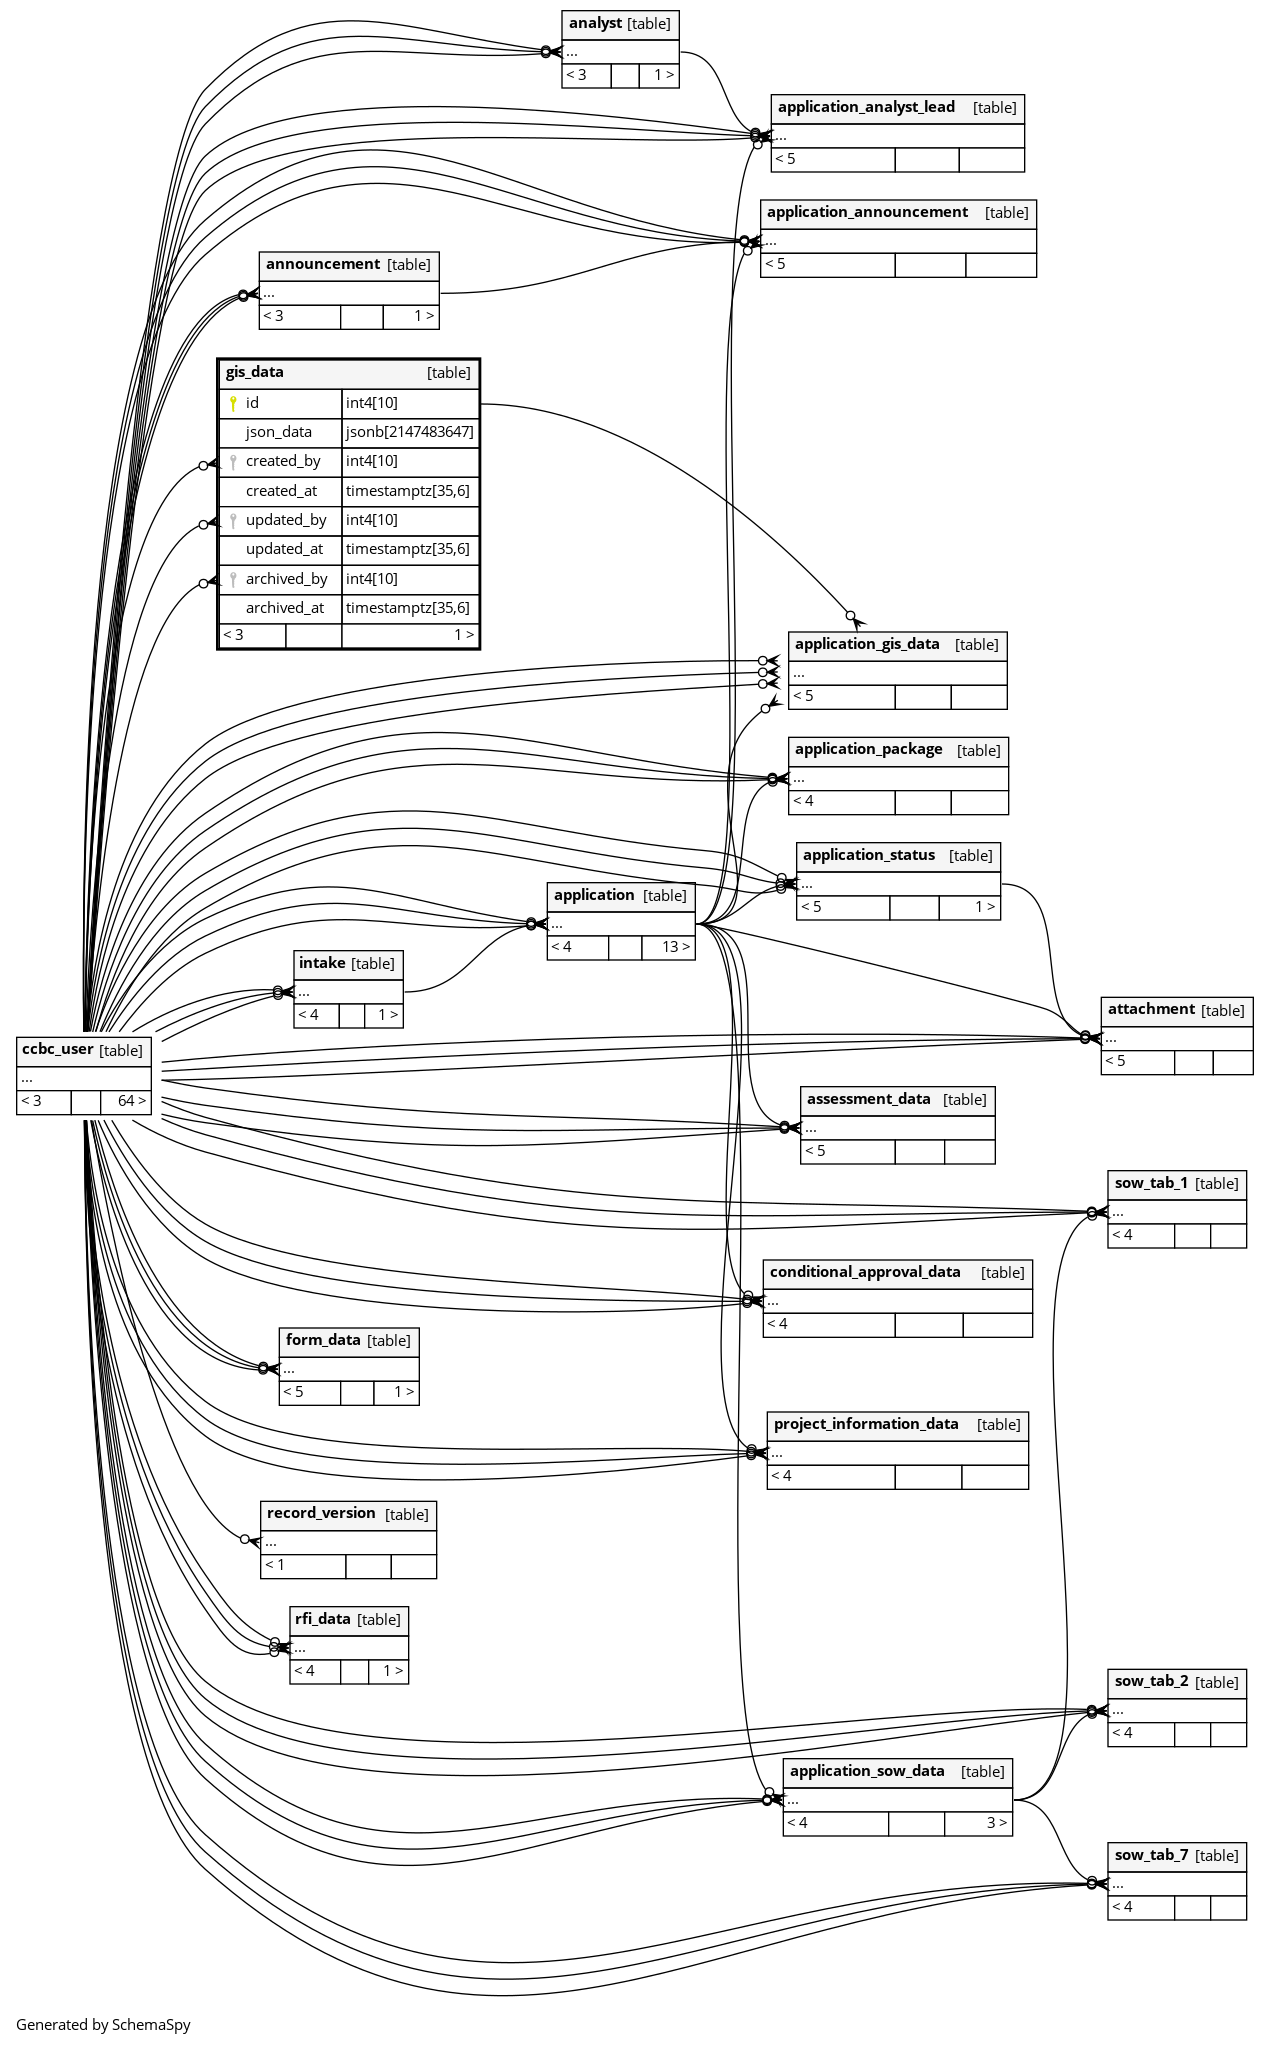 analyst [table]
...
< 3 1 >
application_analyst_lead [table]
...
< 5
application_announcement [table]
...
< 5
announcement [table]
...
< 3 1 >
gis_data [table]
id int4[10]
json_data jsonb[2147483647]
created_by int4[10]
created_at timestamptz[35,6]
updated_by int4[10]
updated_at timestamptz[35,6]
archived_by int4[10]
archived_at timestamptz[35,6]
< 3 1 >
application_gis_data [table]
...
< 5
application_package [table]
...
< 4
application_status [table]
...
< 5 1 >
application [table]
...
< 4 13 >
intake [table]
...
< 4 1 >
attachment [table]
...
< 5
ccbc_user [table]
...
< 3 64 >
assessment_data [table]
...
< 5
sow_tab_1 [table]
...
< 4
conditional_approval_data [table]
...
< 4
form_data [table]
...
< 5 1 >
project_information_data [table]
...
< 4
record_version [table]
...
< 1
rfi_data [table]
...
< 4 1 >
sow_tab_2 [table]
...
< 4
application_sow_data [table]
...
< 4 3 >
sow_tab_7 [table]
...
< 4
Generated by SchemaSpy